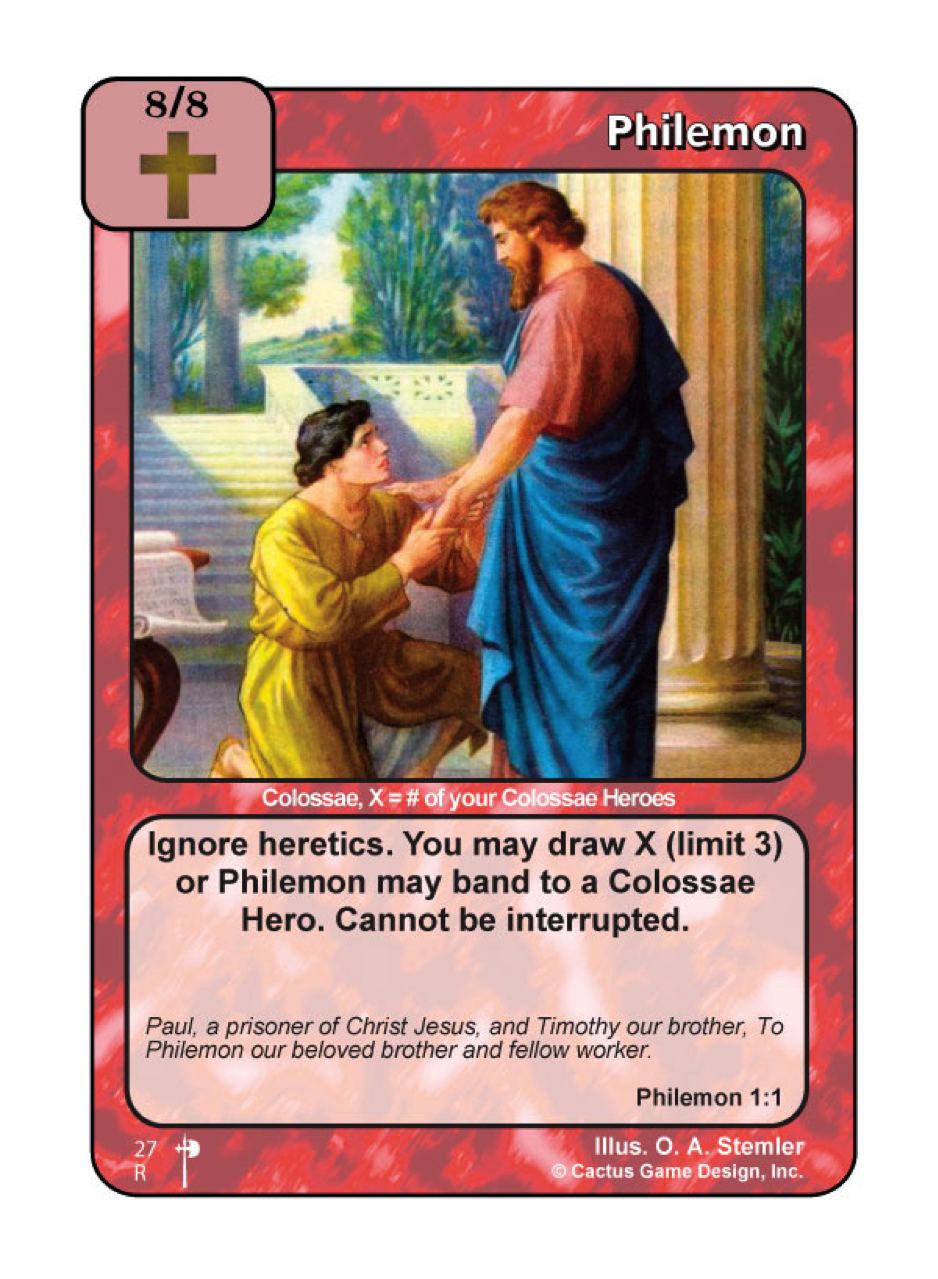 8/8
Philemon
Colossae, X = # of your Colossae Heroes
Ignore heretics. You may draw X (limit 3)
or Philemon may band to a Colossae
Hero. Cannot be interrupted.
Paul, a prisoner of Christ Jesus, and Timothy our brother, To
Philemon our beloved brother and fellow worker.
Philemon 1:1
27
R
Illus. O. A. Stemler
© Cactus Game Design, Inc.